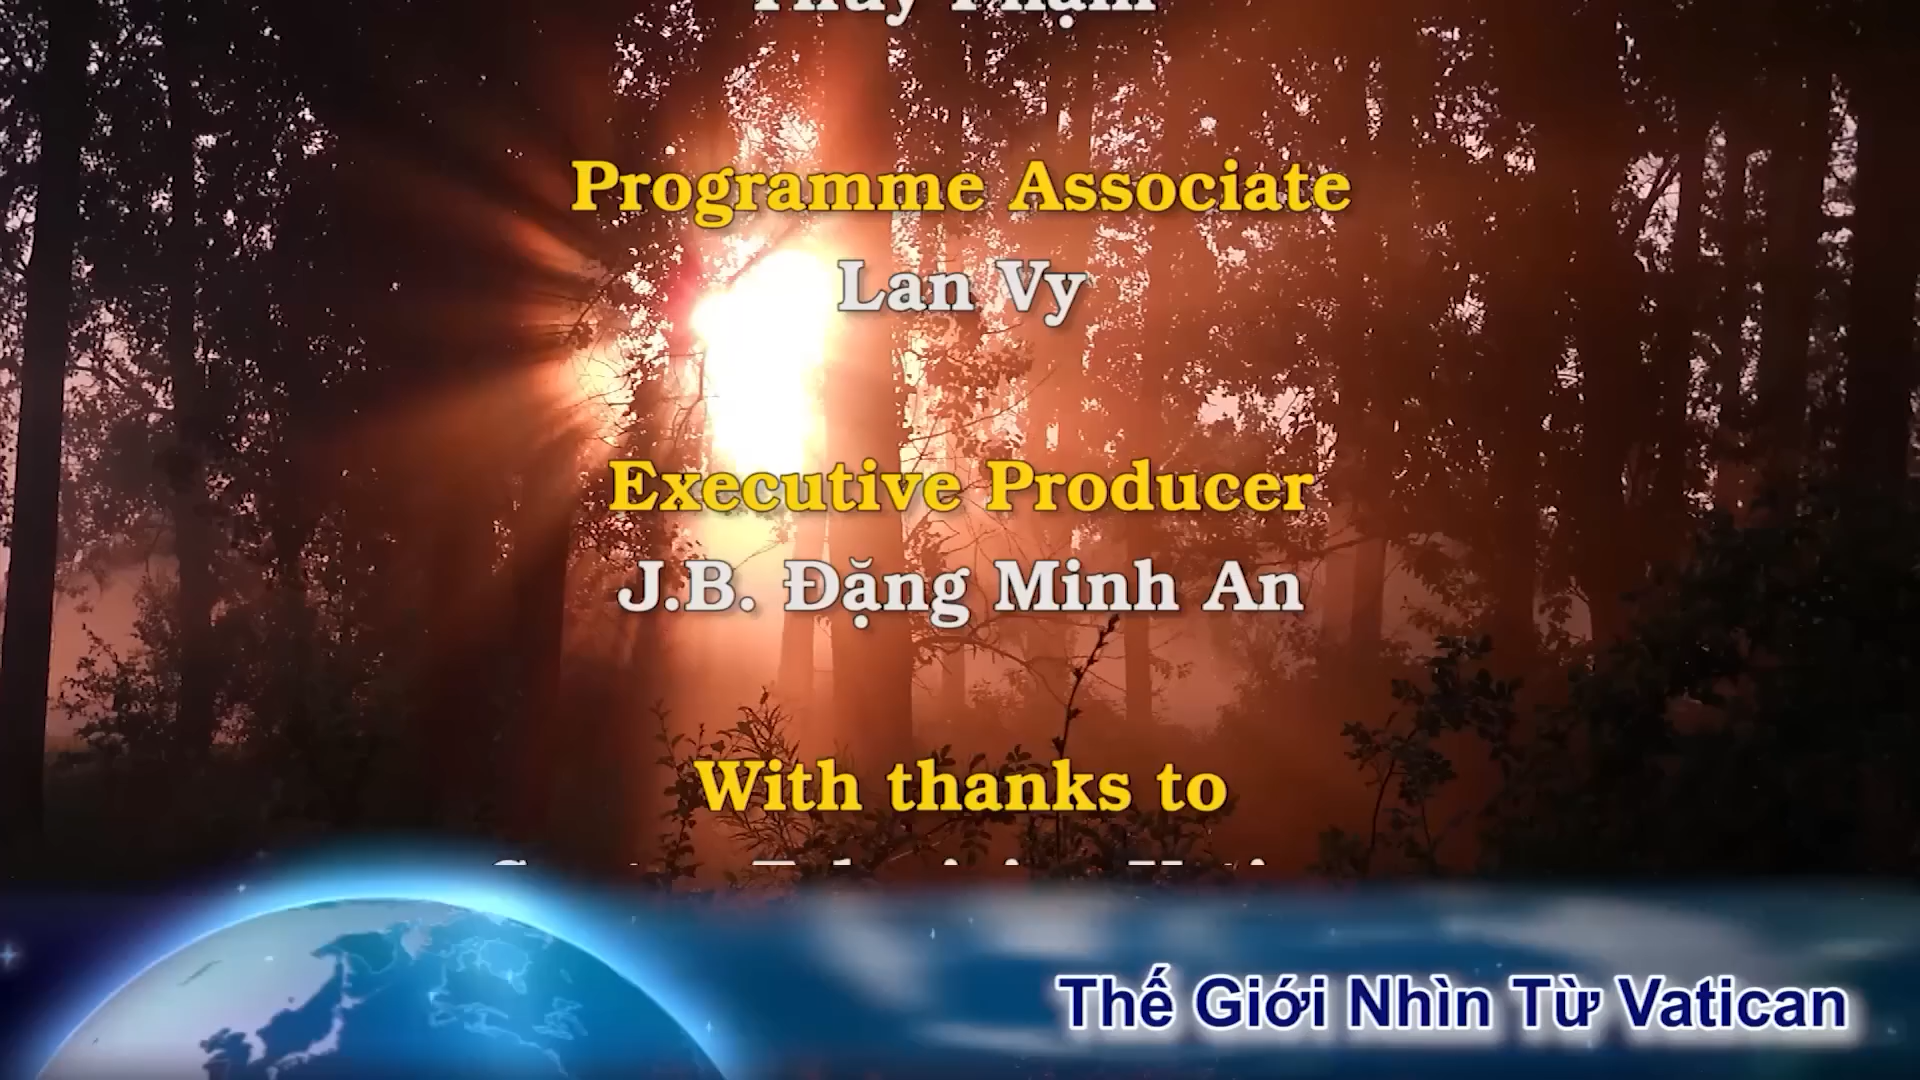 Programme Associate
Lan Vy
Executive Producer
J.B. Đặng Minh An
With thanks to
Thế Giới Nhìn Từ Vatican